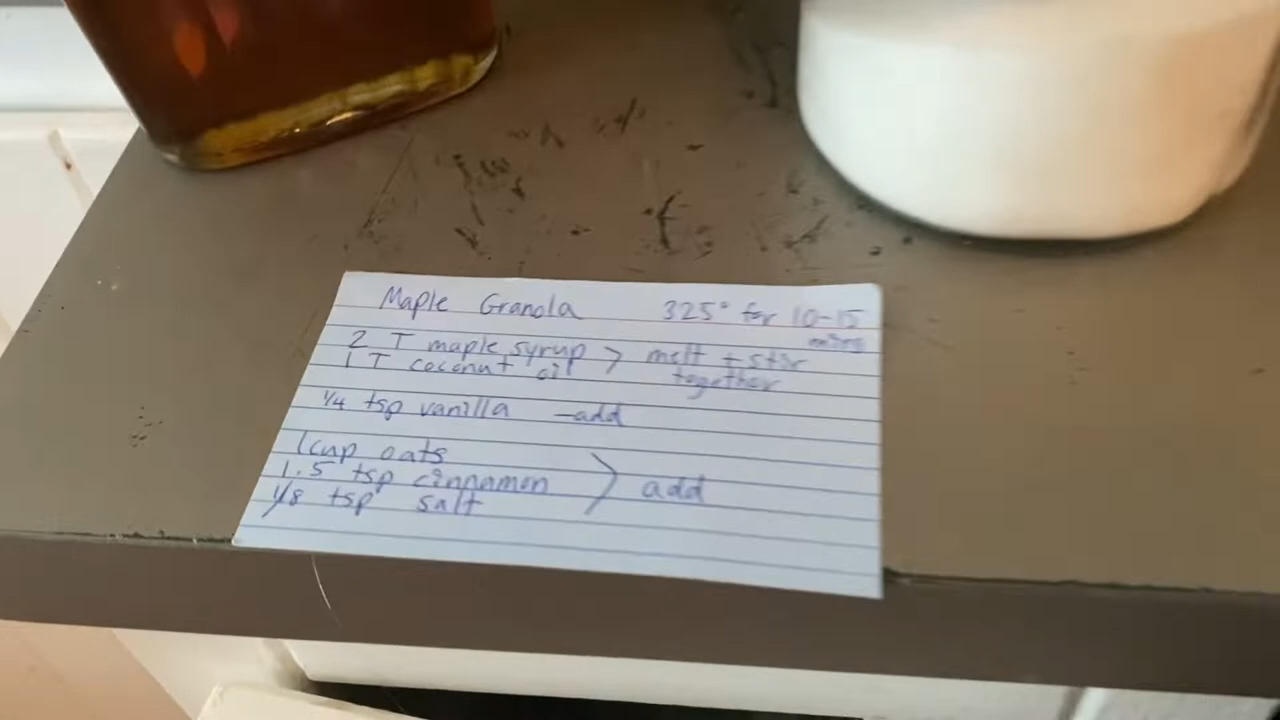 Maple Granola 325° for 10-15 mins
2 T maple syrup > melt + stir together
1 T coconut oil
1/4 tsp vanilla - add
1 cup oats
1.5 tsp cinnamon > add
1/8 tsp salt